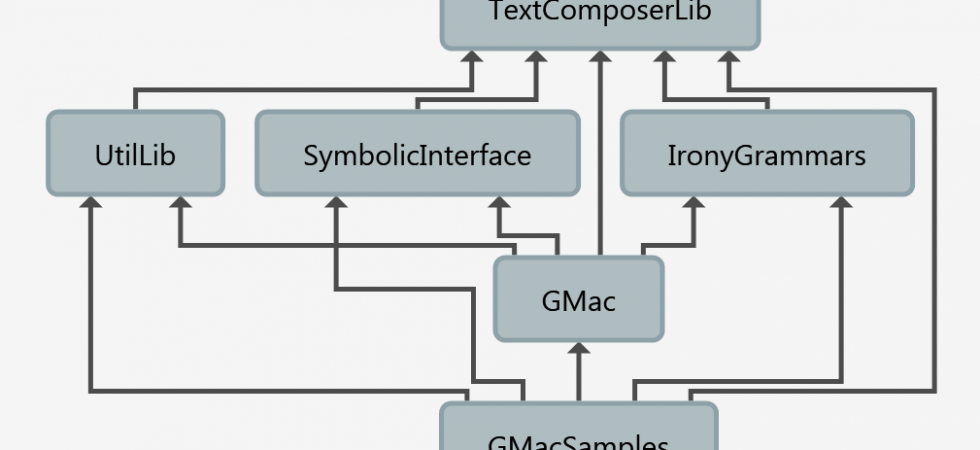 TextComposerLib
UtilLib
SymbolicInterface
IronyGrammars
GMac
GMacSamples